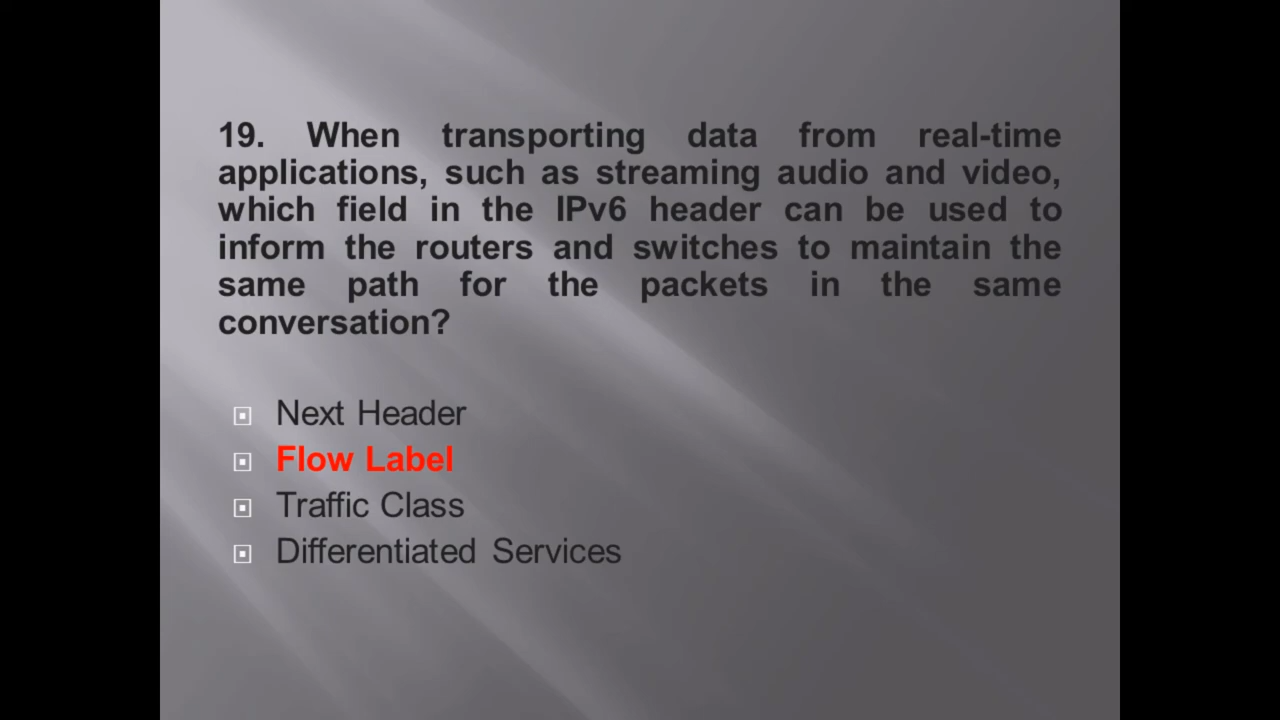 19. When transporting data from real-time
applications, such as streaming audio and video,
which field in the IPv6 header can be used to
inform the routers and switches to maintain the
same path for the packets in the same
conversation?
Next Header
Flow Label
Traffic Class
Differentiated Services